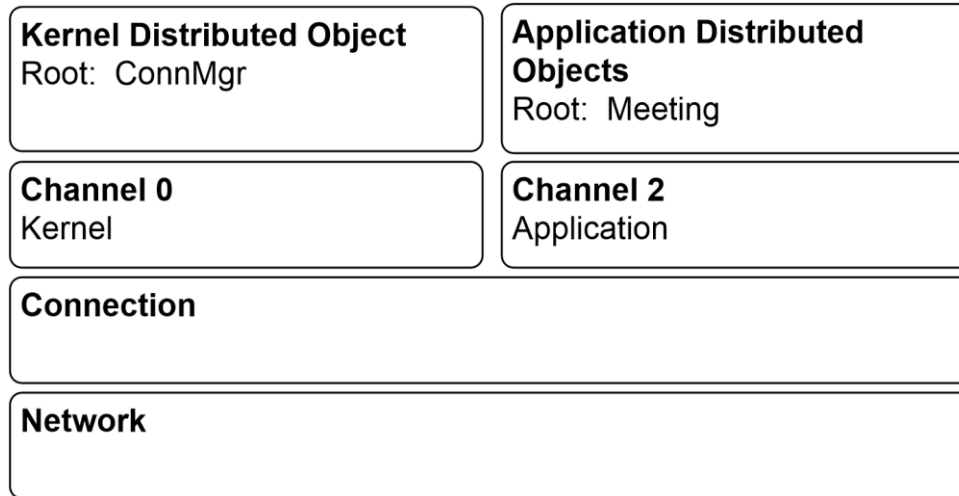 Kernel Distributed Object
Root: ConnMgr
Application Distributed
Objects
Root: Meeting
Channel 0
Kernel
Channel 2
Application
Connection
Network